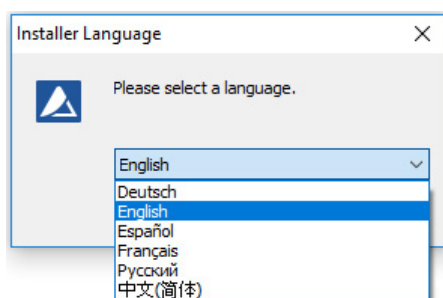 Installer Language
Please select a language.
English
Deutsch
English
Español
Français
Русский
中文(简体)